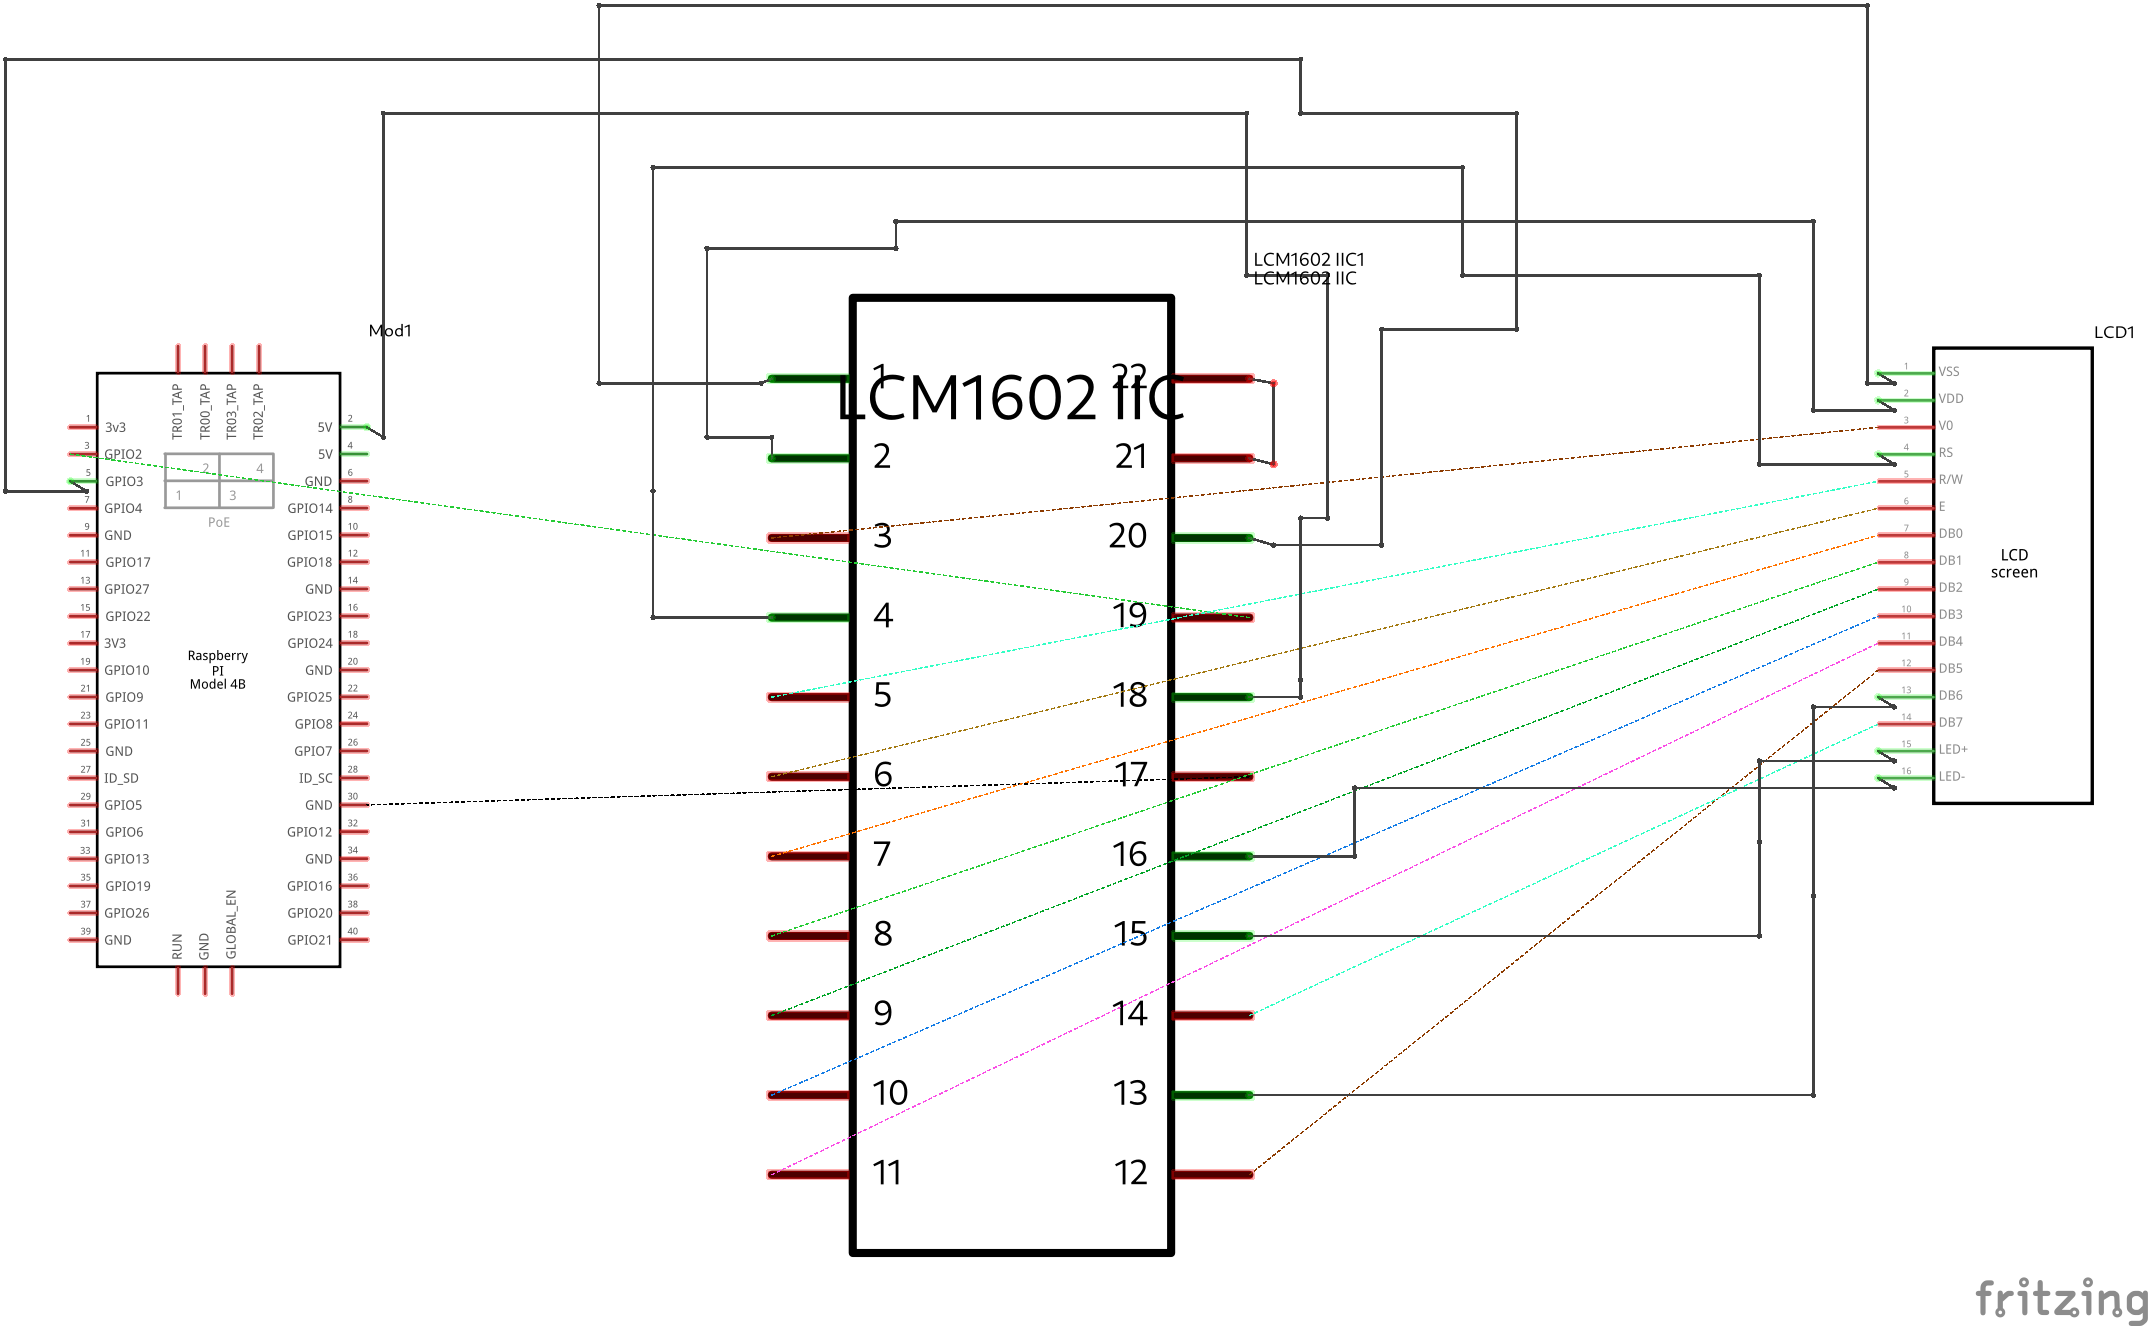 LCM1602 IIC1
LCM1602 IIC
Mod1
LCD1
TR01_TAP
TR00_TAP
TR03_TAP
TR02_TAP
1 3v3
3 GPIO2
5 GPIO3
7 GPIO4
9 GND
11 GPIO17
13 GPIO27
15 GPIO22
17 3V3
19 GPIO10
21 GPIO9
23 GPIO11
25 GND
27 ID_SD
29 GPIO5
31 GPIO6
33 GPIO13
35 GPIO19
37 GPIO26
39 GND
2 4
1 3
PoE
Raspberry
PI
Model 4B
5V 2
5V 4
GND 6
GPIO14 8
GPIO15 10
GPIO18 12
GND 14
GPIO23 16
GPIO24 18
GND 20
GPIO25 22
GPIO8 24
GPIO7 26
ID_SC 28
GND 30
GPIO12 32
GND 34
GPIO16 36
GPIO20 38
GPIO21 40
RUN
GND
GLOBAL_EN
LCM1602 IIC
1
2
3
4
5
6
7
8
9
10
11
22
21
20
19
18
17
16
15
14
13
12
1 VSS
2 VDD
3 V0
4 RS
5 R/W
6 E
7 DB0
8 DB1
9 DB2
10 DB3
11 DB4
12 DB5
13 DB6
14 DB7
15 LED+
16 LED-
LCD
screen
fritzing